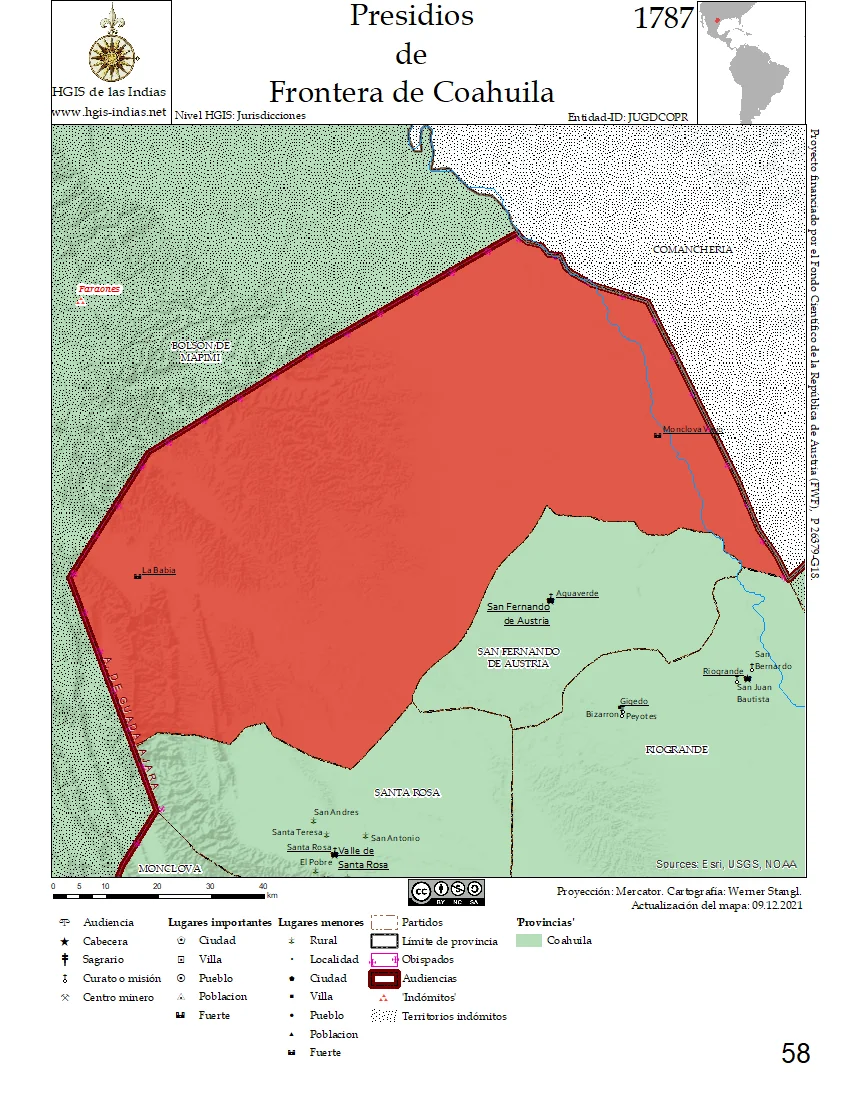 Presidios
de
Frontera de Coahuila
1787
HGIS de las Indias
www.hgis-indias.net
Nivel HGIS: Jurisdicciones
Entidad-ID: JUGDCOPR
Proyecto financiado por el Fondo Científico de la República de Austria (FWF), P 26379-G18.
COMANCHERIA
Faraones
BOLSON DE
MAPIMI
Monclova Vieja
La Babia
Aguaverde
San Fernando
de Austria
SAN FERNANDO
DE AUSTRIA
San
Bernardo
Riogrande
San Juan
Bautista
Gigedo
Bizarron
Peyotes
RIOGRANDE
A. DE GUADALAJARA
SANTA ROSA
San Andres
Santa Teresa
San Antonio
Santa Rosa
Valle de
Santa Rosa
El Pobre
MONCLOVA
Sources: Esri, USGS, NOAA
0 5 10 20 30 40
km
CC BY NC SA
Proyección: Mercator. Cartografía: Werner Stangl.
Actualización del mapa: 09.12.2021
Audiencia
Cabecera
Sagrario
Curato o misión
Centro minero
Lugares importantes
Ciudad
Villa
Pueblo
Poblacion
Fuerte
Lugares menores
Rural
Localidad
Ciudad
Villa
Pueblo
Poblacion
Fuerte
Partidos
Límite de provincia
Obispados
Audiencias
'Indómitos'
Territorios indómitos
'Provincias'
Coahuila
58